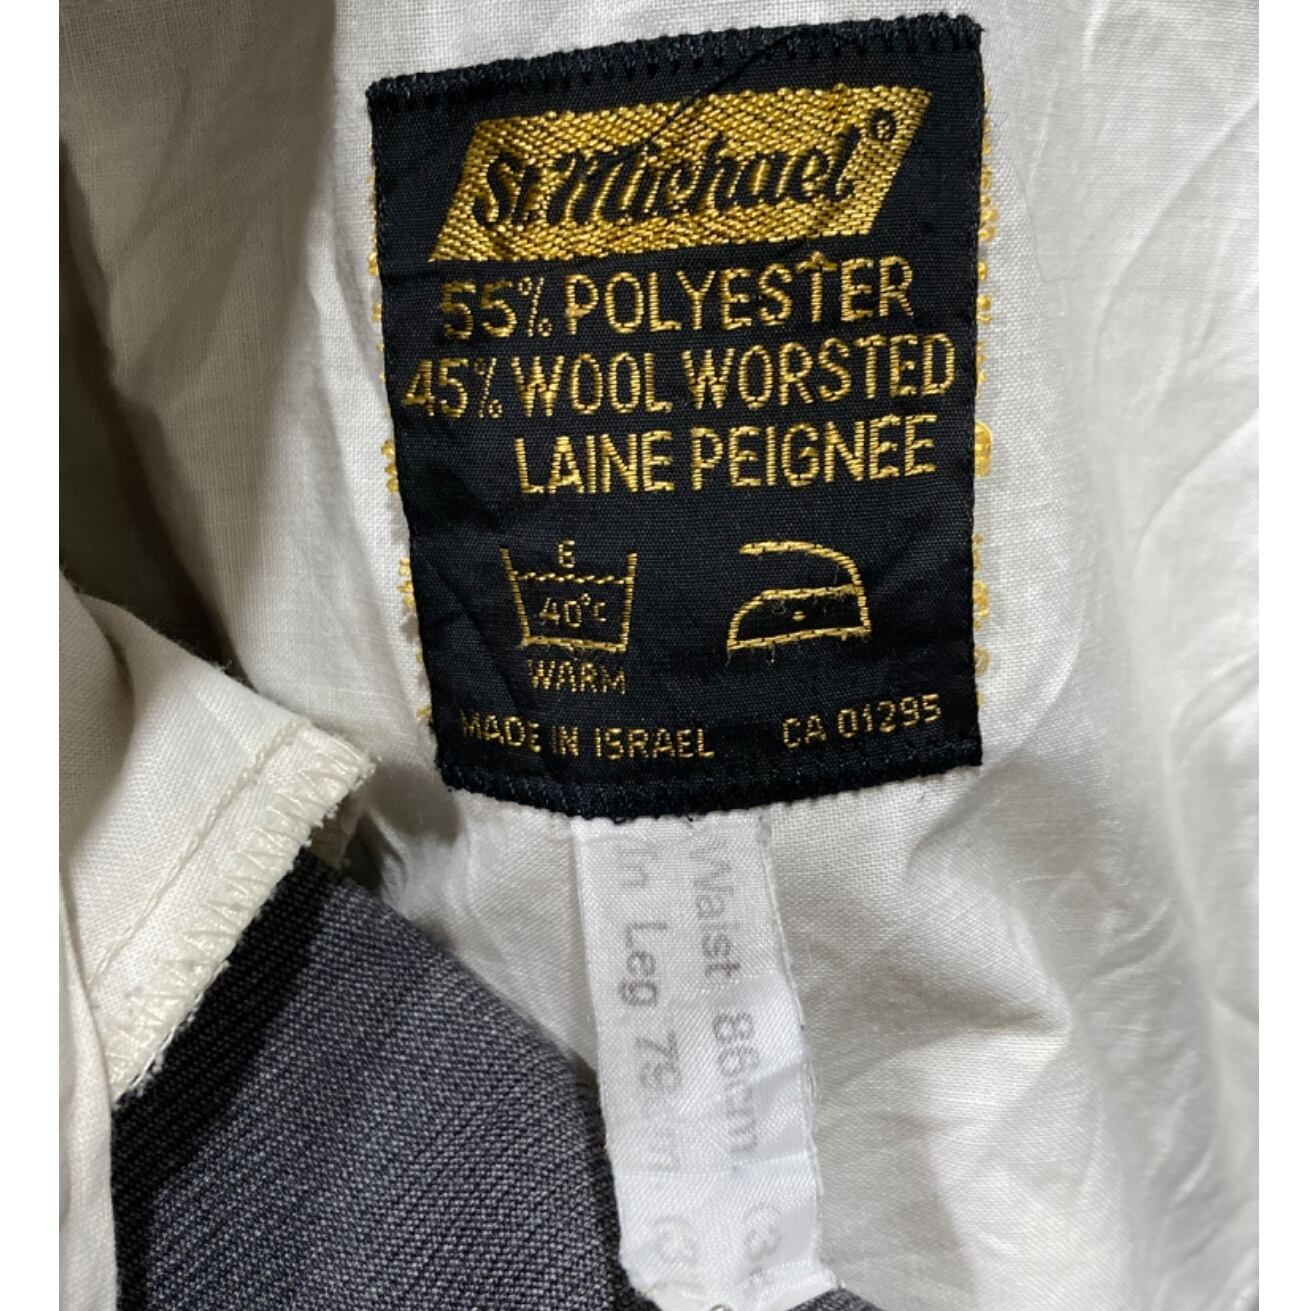 St Michael®
55% POLYESTER
45% WOOL WORSTED
LAINE PEIGNEE
6
40°C
WARM
MADE IN ISRAEL CA 01295
Waist 86cm.
In Leg 79cm